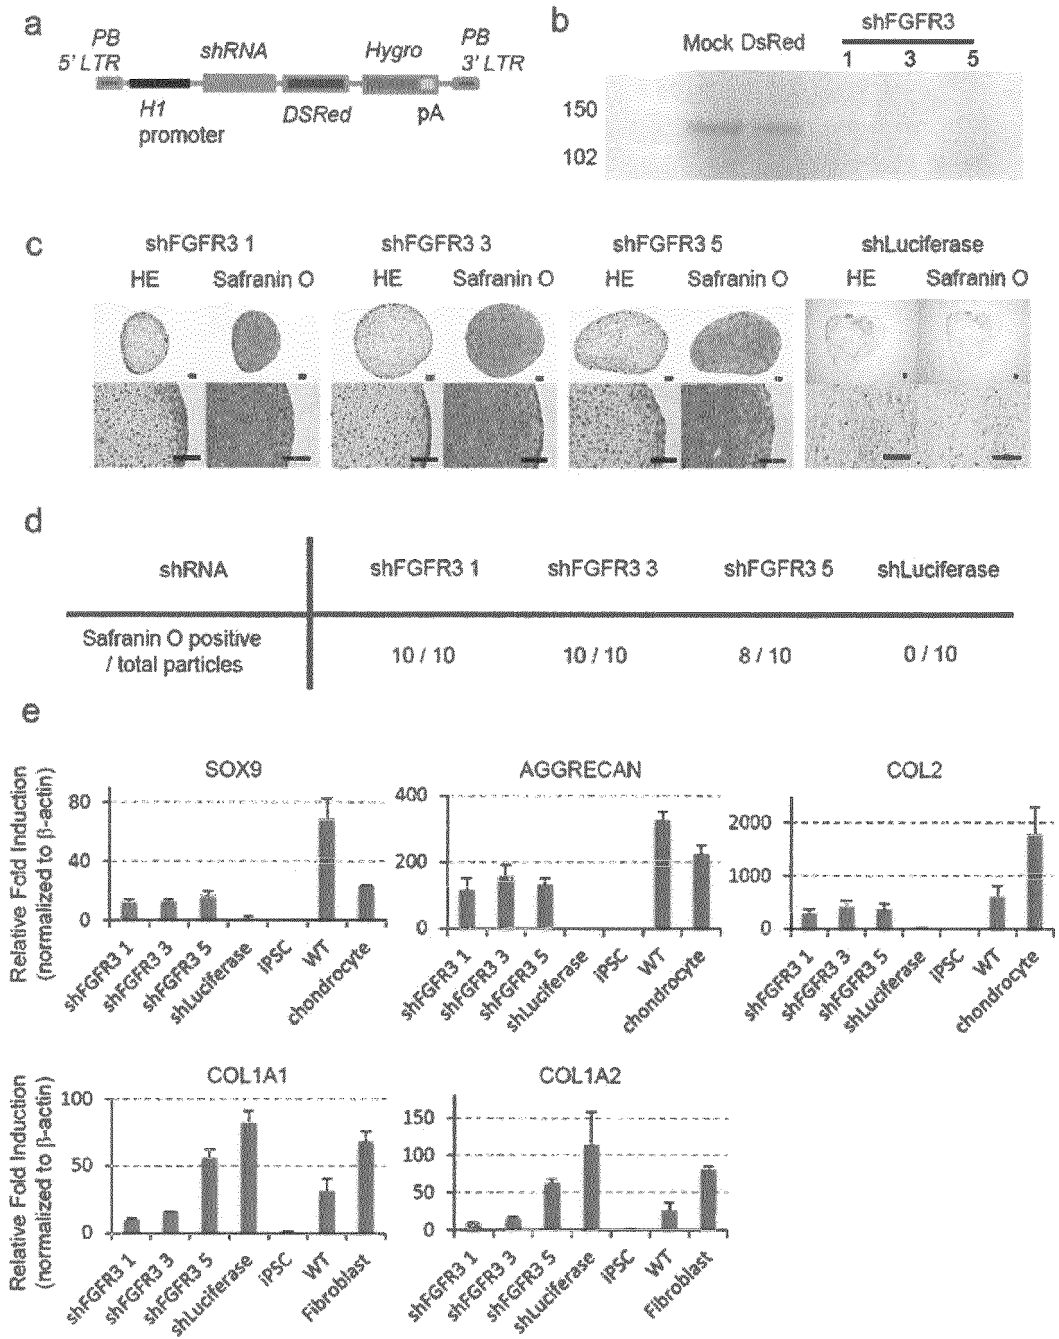 a
PB
5' LTR
shRNA
Hygro
PB
3' LTR
H1
promoter
DSRed
pA
b
Mock DsRed
shFGFR3
1 3 5
150
102
c
shFGFR3 1
shFGFR3 3
shFGFR3 5
shLuciferase
HE Safranin O
HE Safranin O
HE Safranin O
HE Safranin O
d
shRNA
shFGFR3 1
shFGFR3 3
shFGFR3 5
shLuciferase
Safranin O positive
/ total particles
10 / 10
10 / 10
8 / 10
0 / 10
e
Relative Fold Induction
(normalized to β-actin)
SOX9
80
40
0
shFGFR3 1
shFGFR3 3
shFGFR3 5
shLuciferase
iPSC
WT
chondrocyte
AGGRECAN
400
200
0
shFGFR3 1
shFGFR3 3
shFGFR3 5
shLuciferase
iPSC
WT
chondrocyte
COL2
2000
1000
0
shFGFR3 1
shFGFR3 3
shFGFR3 5
shLuciferase
iPSC
WT
chondrocyte
Relative Fold Induction
(normalized to β-actin)
COL1A1
100
50
0
shFGFR3 1
shFGFR3 3
shFGFR3 5
shLuciferase
iPSC
WT
Fibroblast
COL1A2
150
100
50
0
shFGFR3 1
shFGFR3 3
shFGFR3 5
shLuciferase
iPSC
WT
Fibroblast